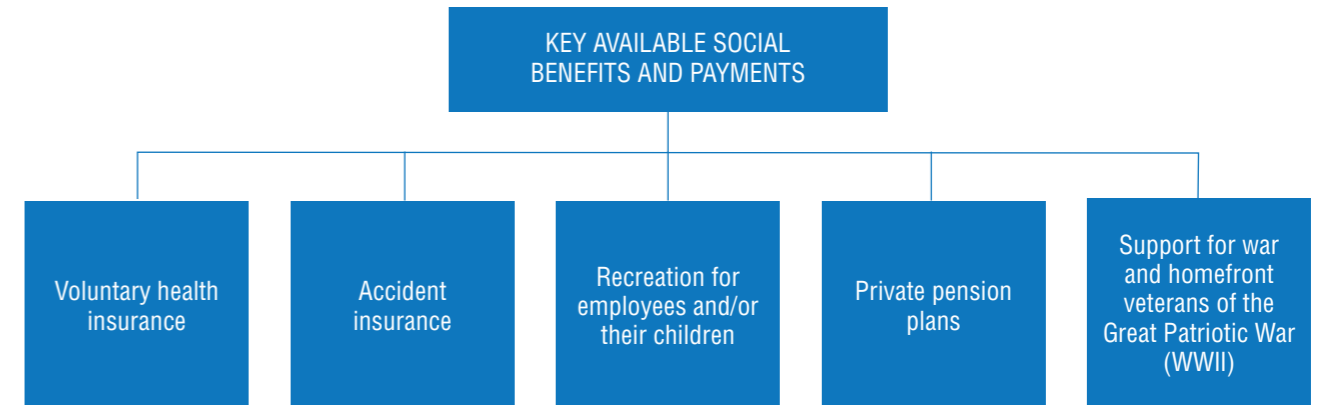 KEY AVAILABLE SOCIAL
BENEFITS AND PAYMENTS
Voluntary health
insurance
Accident
insurance
Recreation for
employees and/or
their children
Private pension
plans
Support for war
and homefront
veterans of the
Great Patriotic War
(WWII)